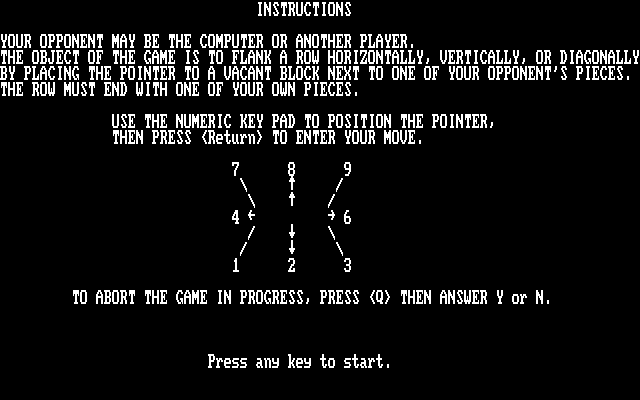 INSTRUCTIONS
YOUR OPPONENT MAY BE THE COMPUTER OR ANOTHER PLAYER.
THE OBJECT OF THE GAME IS TO FLANK A ROW HORIZONTALLY, VERTICALLY, OR DIAGONALLY
BY PLACING THE POINTER TO A VACANT BLOCK NEXT TO ONE OF YOUR OPPONENT'S PIECES.
THE ROW MUST END WITH ONE OF YOUR OWN PIECES.
USE THE NUMERIC KEY PAD TO POSITION THE POINTER,
THEN PRESS <Return> TO ENTER YOUR MOVE.
7 8 9
4 ← → 6
1 2 3
TO ABORT THE GAME IN PROGRESS, PRESS <Q> THEN ANSWER Y or N.
Press any key to start.